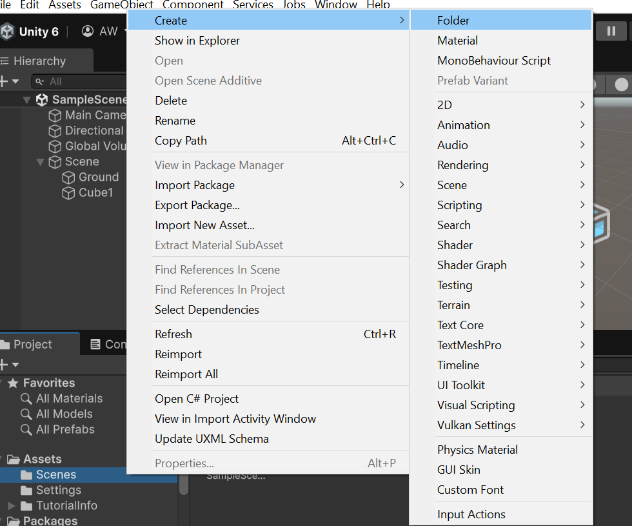 ile Edit Assets GameObject Component Services Jobs Window Help
Unity 6 AW
Hierarchy
All
SampleScene
Main Came
Directional
Global Volu
Scene
Ground
Cube1
Create
Show in Explorer
Open
Open Scene Additive
Delete
Rename
Copy Path Alt+Ctrl+C
View in Package Manager
Import Package
Export Package...
Import New Asset...
Extract Material SubAsset
Find References In Scene
Find References In Project
Select Dependencies
Refresh Ctrl+R
Reimport
Reimport All
Open C# Project
View in Import Activity Window
Update UXML Schema
Properties... Alt+P
Folder
Material
MonoBehaviour Script
Prefab Variant
2D
Animation
Audio
Rendering
Scene
Scripting
Search
Shader
Shader Graph
Testing
Terrain
Text Core
TextMeshPro
Timeline
UI Toolkit
Visual Scripting
Vulkan Settings
Physics Material
GUI Skin
Custom Font
Input Actions
Project Con
Favorites
All Materials
All Models
All Prefabs
Assets
Scenes
Settings
TutorialInfo
Packages
SampleSce...